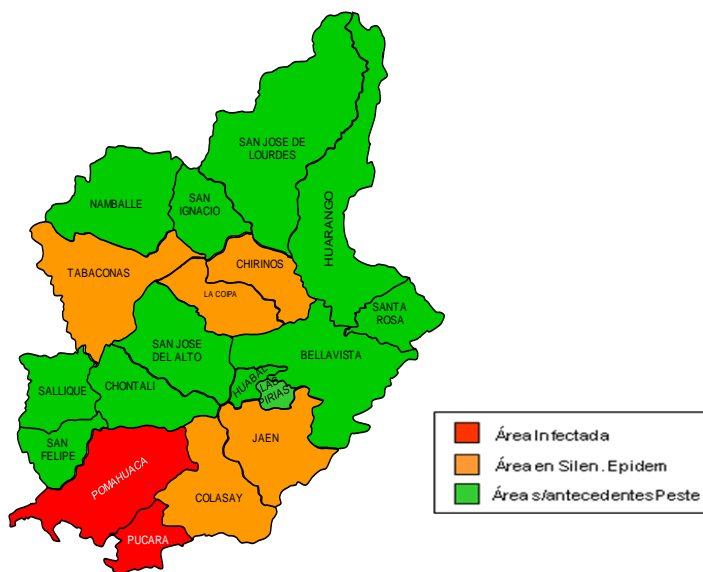 SAN JOSE DE
LOURDES
HUARANGO
NAMBALLE
SAN
IGNACIO
CHIRINOS
TABACONAS
LA COIPA
SANTA
ROSA
SAN JOSE
DEL ALTO
BELLAVISTA
HUABAL
LAS
PIRIAS
SALLIQUE
CHONTALI
SAN
FELIPE
JAEN
POMAHUACA
COLASAY
PUCARA
Área Infectada
Área en Silen. Epidem
Área s/antecedentes Peste